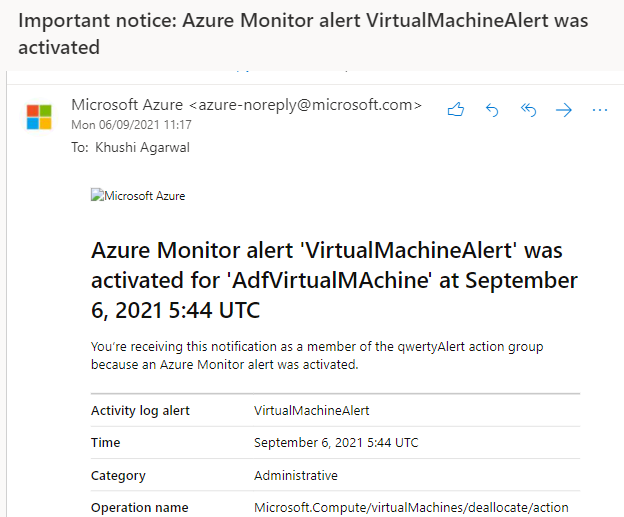 Important notice: Azure Monitor alert VirtualMachineAlert was
activated
Microsoft Azure <azure-noreply@microsoft.com>
Mon 06/09/2021 11:17
To: Khushi Agarwal
Microsoft Azure
Azure Monitor alert 'VirtualMachineAlert' was
activated for 'AdfVirtualMAchine' at September
6, 2021 5:44 UTC
You're receiving this notification as a member of the qwertyAlert action group
because an Azure Monitor alert was activated.
Activity log alert VirtualMachineAlert
Time September 6, 2021 5:44 UTC
Category Administrative
Operation name Microsoft.Compute/virtualMachines/deallocate/action